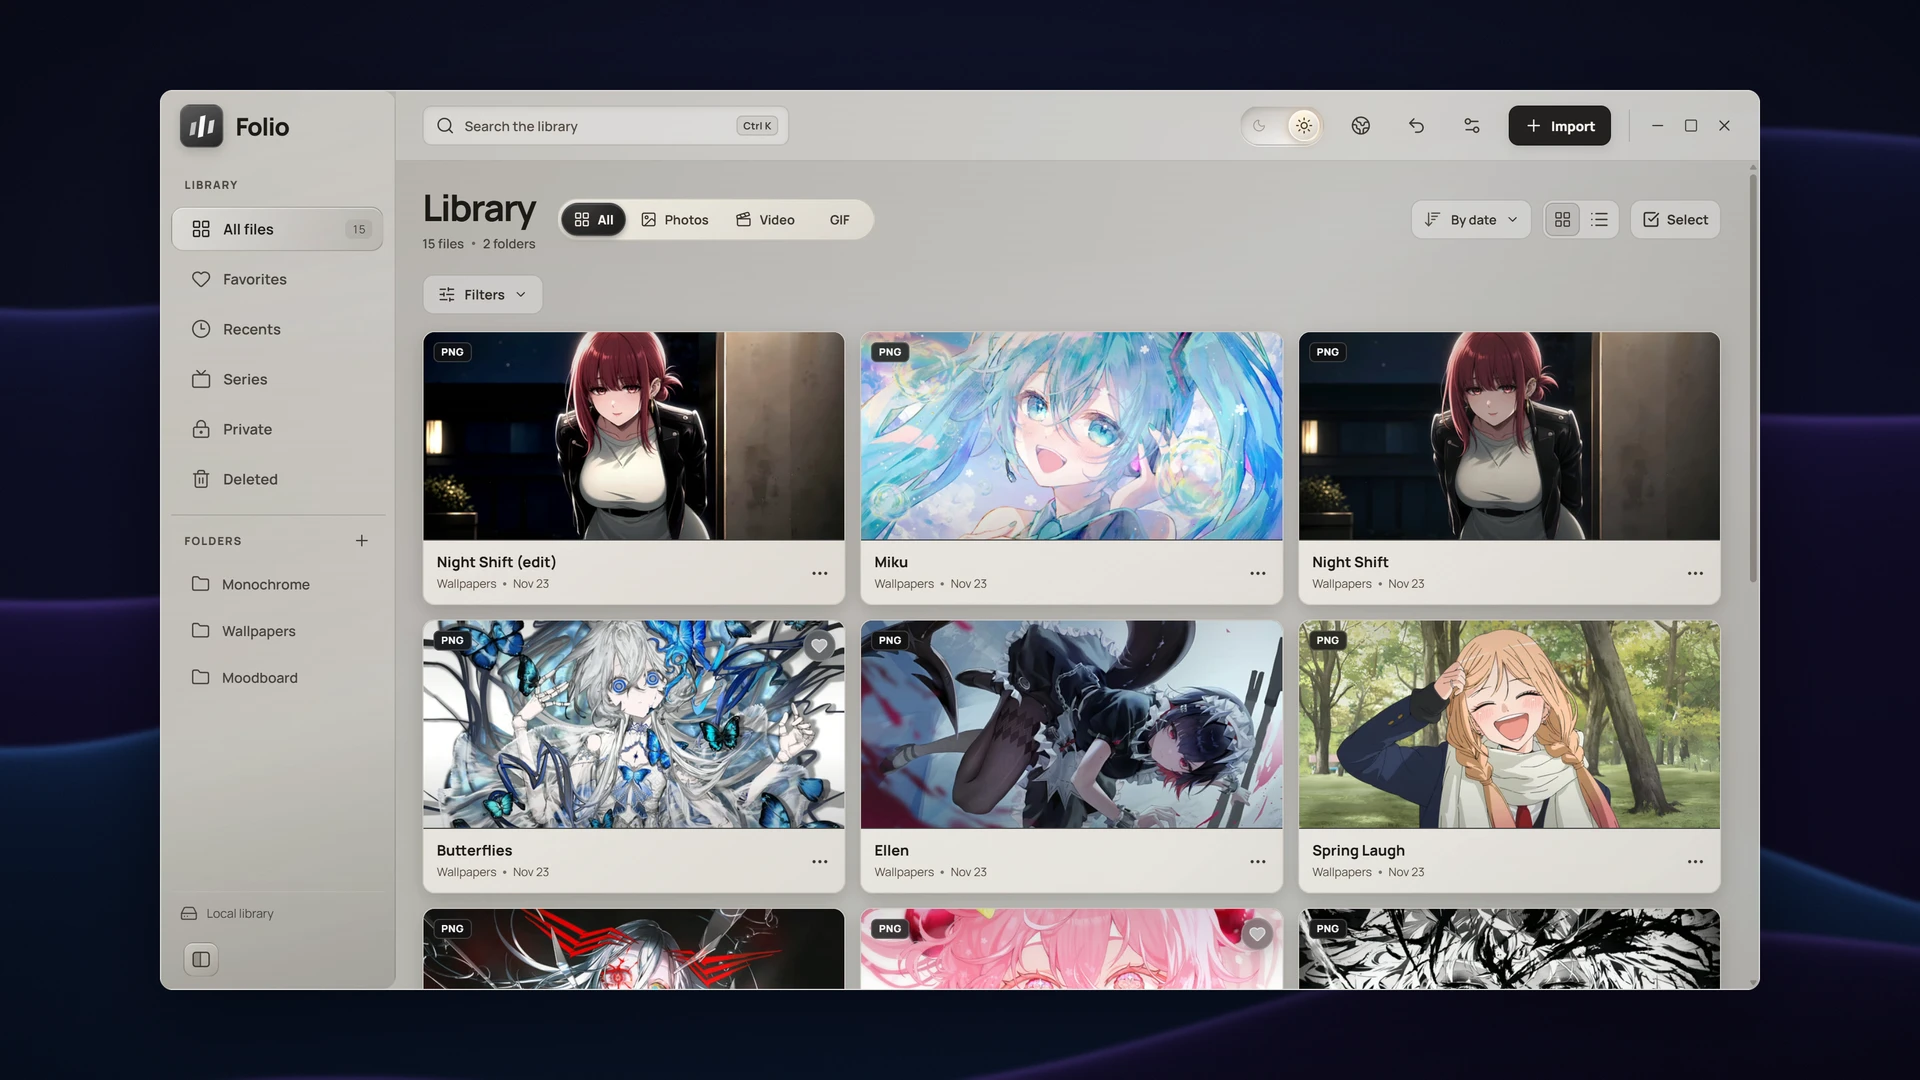 Folio
Search the library
Ctrl K
Import
LIBRARY
All files
15
Favorites
Recents
Series
Private
Deleted
FOLDERS
Monochrome
Wallpapers
Moodboard
Local library
Library
15 files • 2 folders
All
Photos
Video
GIF
By date
Select
Filters
PNG
Night Shift (edit)
Wallpapers • Nov 23
PNG
Miku
Wallpapers • Nov 23
PNG
Night Shift
Wallpapers • Nov 23
PNG
Butterflies
Wallpapers • Nov 23
PNG
Ellen
Wallpapers • Nov 23
PNG
Spring Laugh
Wallpapers • Nov 23
PNG
PNG
PNG